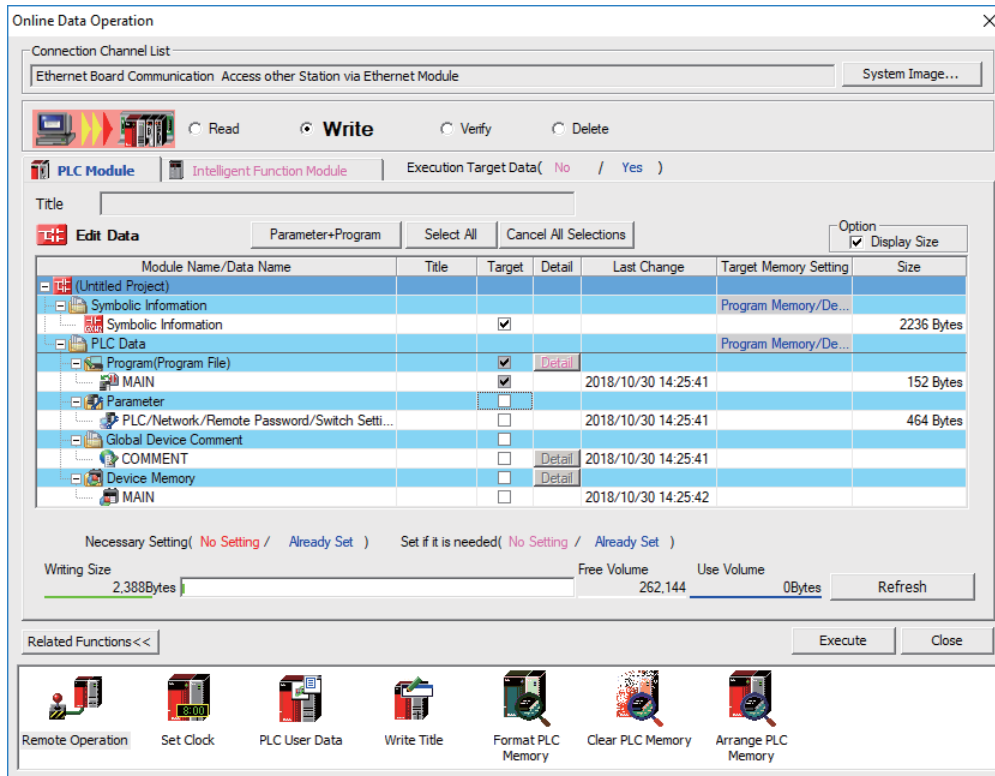 Online Data Operation
Connection Channel List
Ethernet Board Communication Access other Station via Ethernet Module
System Image...
Read Write Verify Delete
PLC Module Intelligent Function Module Execution Target Data( No / Yes )
Title
Edit Data Parameter+Program Select All Cancel All Selections
Option
Display Size
Module Name/Data Name Title Target Detail Last Change Target Memory Setting Size
(Untitled Project)
Symbolic Information Program Memory/De...
Symbolic Information 2236 Bytes
PLC Data Program Memory/De...
Program(Program File) Detail
MAIN 2018/10/30 14:25:41 152 Bytes
Parameter
PLC/Network/Remote Password/Switch Setti... 2018/10/30 14:25:41 464 Bytes
Global Device Comment
COMMENT Detail 2018/10/30 14:25:41
Device Memory Detail
MAIN 2018/10/30 14:25:42
Necessary Setting( No Setting / Already Set ) Set if it is needed( No Setting / Already Set )
Writing Size Free Volume Use Volume
2,388Bytes 262,144 0Bytes Refresh
Related Functions<< Execute Close
8:00
Remote Operation Set Clock PLC User Data Write Title Format PLC Memory Clear PLC Memory Arrange PLC Memory